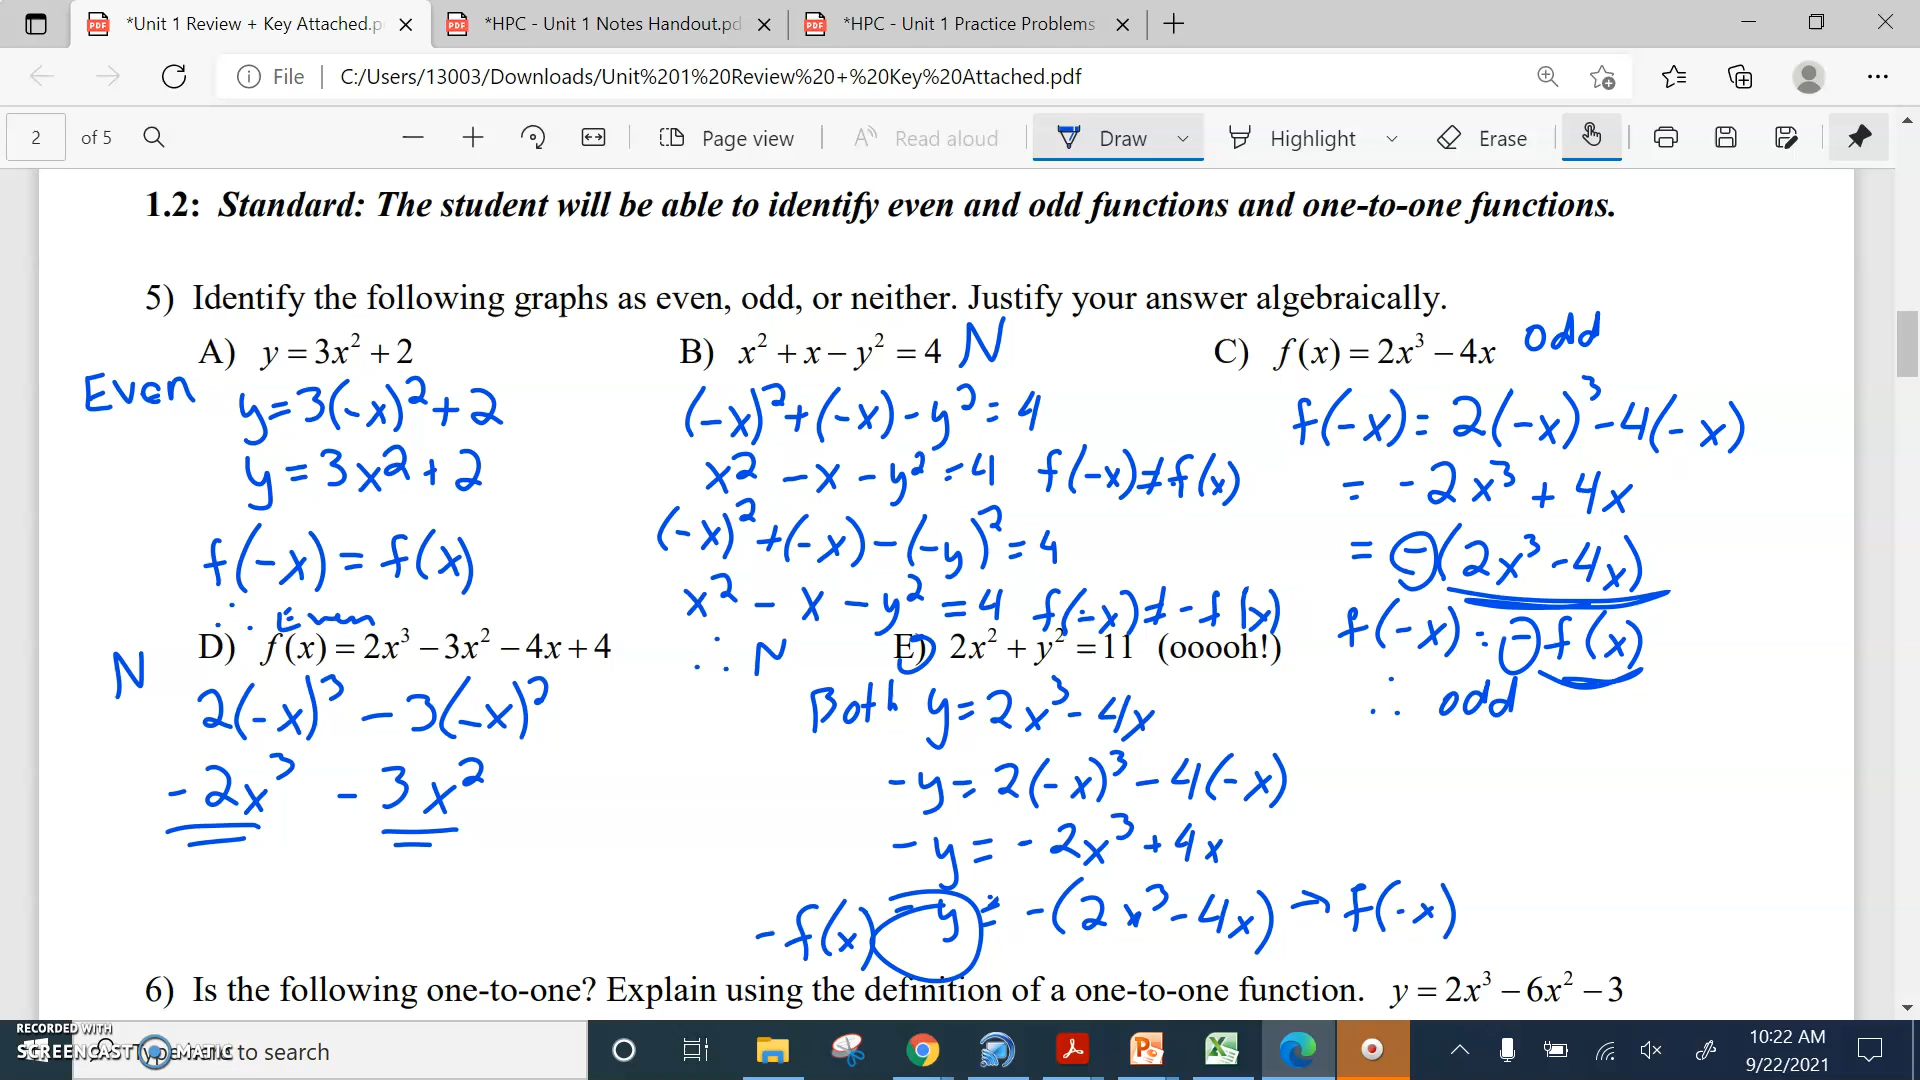 *Unit 1 Review + Key Attached.p
*HPC - Unit 1 Notes Handout.pd
*HPC - Unit 1 Practice Problems
File
C:/Users/13003/Downloads/Unit%201%20Review%20+%20Key%20Attached.pdf
2 of 5
Page view
Read aloud
Draw
Highlight
Erase
1.2: Standard: The student will be able to identify even and odd functions and one-to-one functions.
5) Identify the following graphs as even, odd, or neither. Justify your answer algebraically.
A) y = 3x² + 2
Even
y = 3(-x)² + 2
y = 3x² + 2
f(-x) = f(x)
∴ Even
B) x² + x − y² = 4 N
(-x)² + (-x) - y² = 4
x² - x - y² = 4 f(-x) ≠ f(x)
(-x)² + (-x) - (-y)² = 4
x² - x - y² = 4 f(-x) ≠ -f(x)
∴ N
C) f(x) = 2x³ − 4x odd
f(-x) = 2(-x)³ - 4(-x)
= -2x³ + 4x
= -(2x³ - 4x)
f(-x) = -f(x)
∴ odd
D) f(x) = 2x³ − 3x² − 4x + 4
N
2(-x)³ - 3(-x)²
-2x³ - 3x²
E) 2x² + y² = 11 (ooooh!)
Both y = 2x³ - 4x
-y = 2(-x)³ - 4(-x)
-y = -2x³ + 4x
-f(x) = -y = -(2x³ - 4x) → f(-x)
6) Is the following one-to-one? Explain using the definition of a one-to-one function. y = 2x³ − 6x² − 3
RECORDED WITH
SCREENCAST MATIC
Type here to search
10:22 AM
9/22/2021